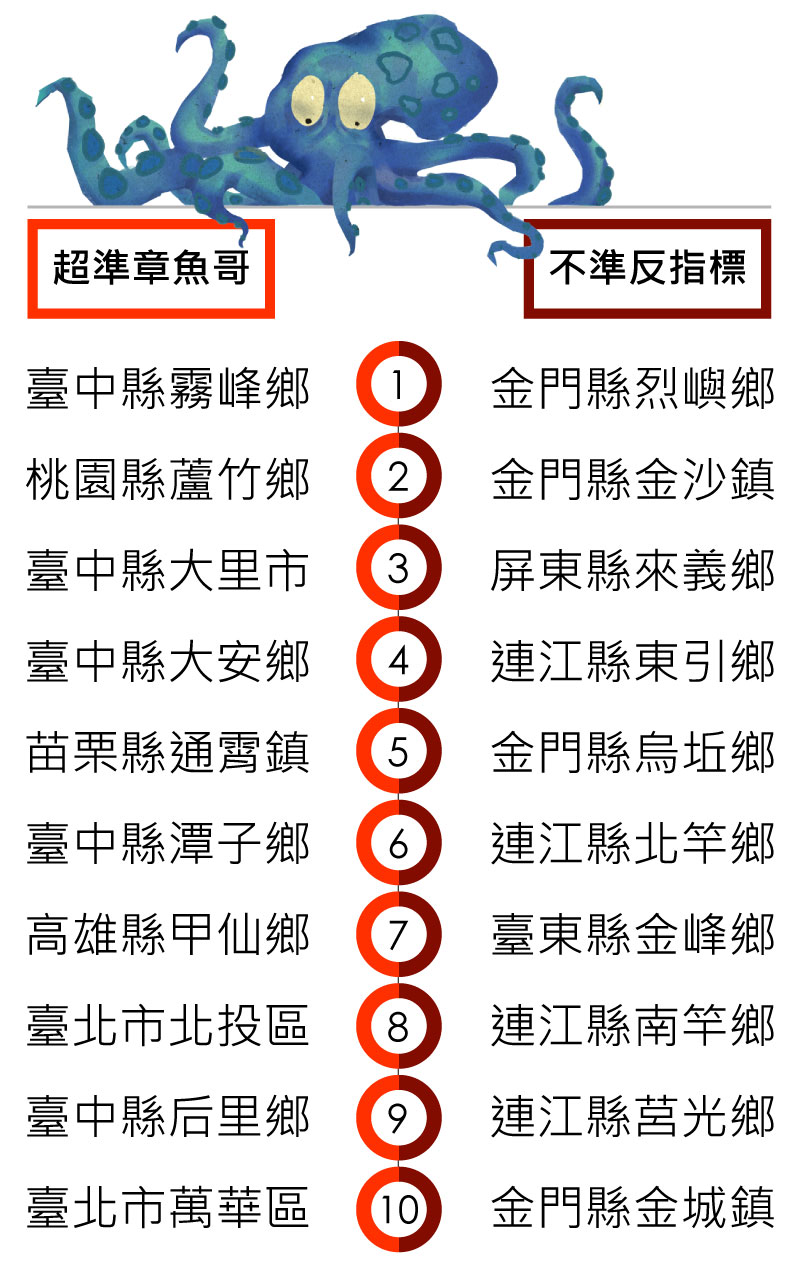 超準章魚哥 不準反指標
臺中縣霧峰鄉 1 金門縣烈嶼鄉
桃園縣蘆竹鄉 2 金門縣金沙鎮
臺中縣大里市 3 屏東縣來義鄉
臺中縣大安鄉 4 連江縣東引鄉
苗栗縣通霄鎮 5 金門縣烏坵鄉
臺中縣潭子鄉 6 連江縣北竿鄉
高雄縣甲仙鄉 7 臺東縣金峰鄉
臺北市北投區 8 連江縣南竿鄉
臺中縣后里鄉 9 連江縣莒光鄉
臺北市萬華區 10 金門縣金城鎮